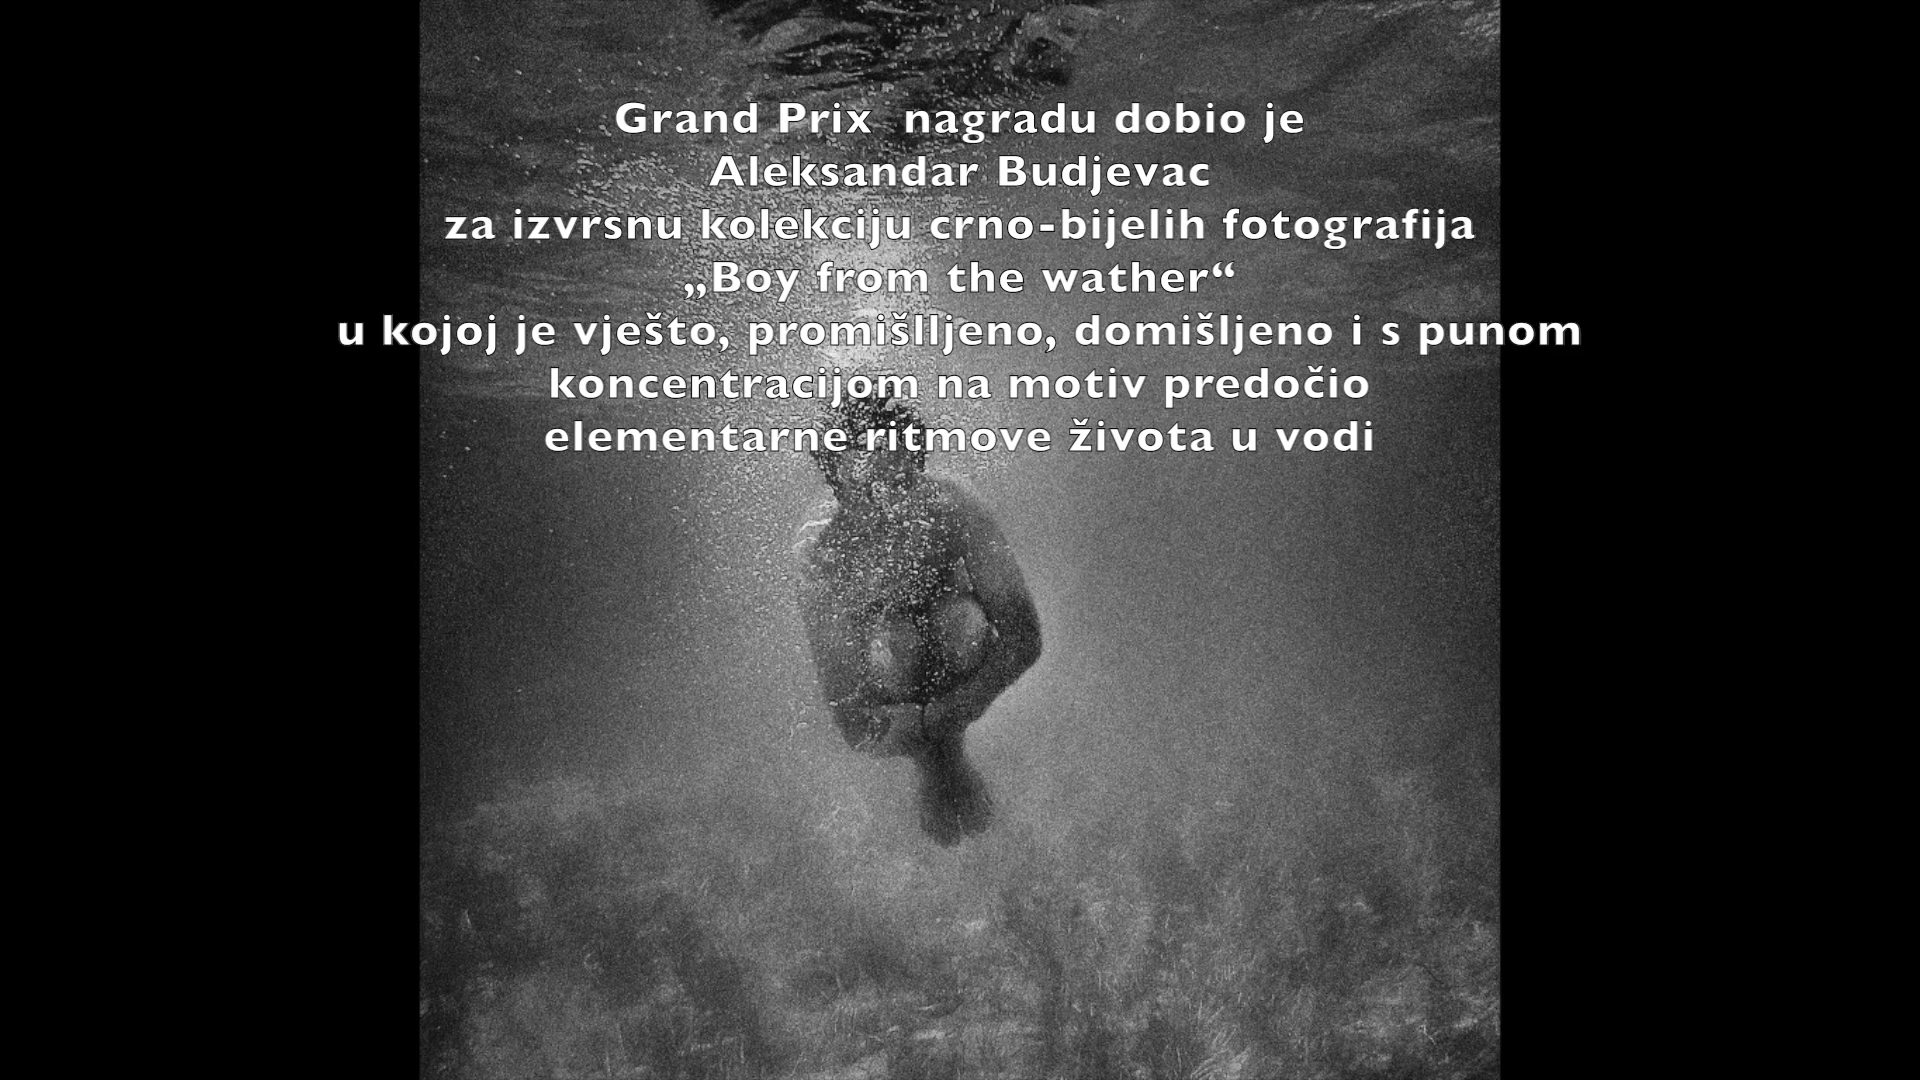 Grand Prix  nagradu dobio je
Aleksandar Budjevac
za izvrsnu kolekciju crno-bijelih fotografija
„Boy from the wather“
u kojoj je vješto, promišlljeno, domišljeno i s punom
koncentracijom na motiv predočio
elementarne ritmove života u vodi